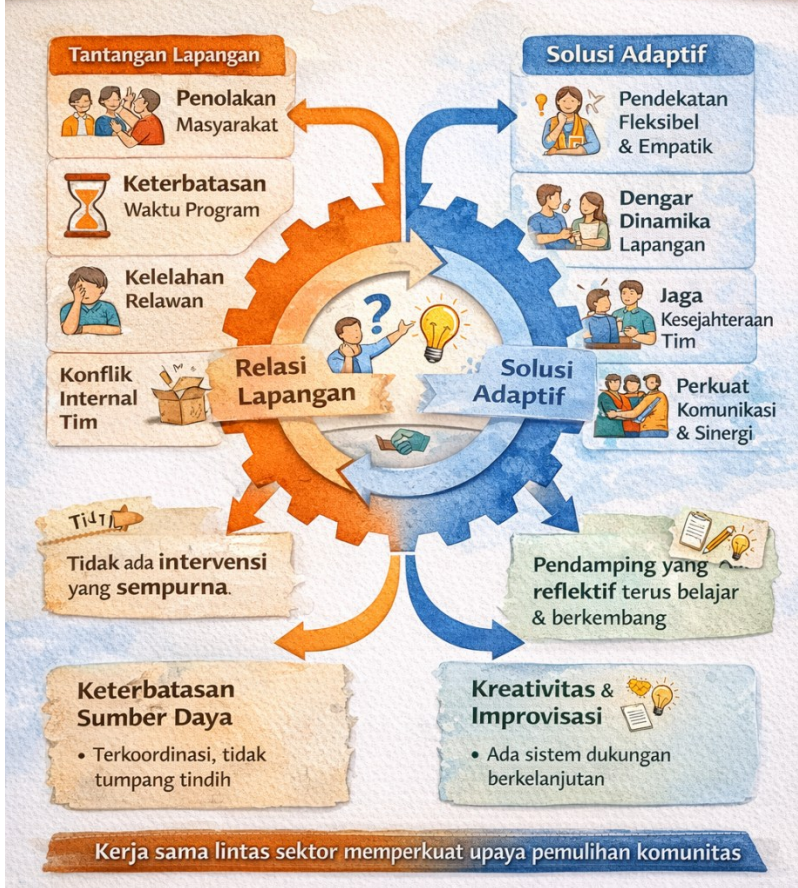 Tantangan Lapangan
Penolakan
Masyarakat
Keterbatasan
Waktu Program
Kelelahan
Relawan
Konflik
Internal
Tim
Solusi Adaptif
Pendekatan
Fleksibel
& Empatik
Dengar
Dinamika
Lapangan
Jaga
Kesejahteraan
Tim
Perkuat
Komunikasi
& Sinergi
?
Relasi
Lapangan
Solusi
Adaptif
Tidak ada intervensi
yang sempurna.
Pendamping yang
reflektif terus belajar
& berkembang
Keterbatasan
Sumber Daya
• Terkoordinasi, tidak
tumpang tindih
Kreativitas &
Improvisasi
• Ada sistem dukungan
berkelanjutan
Kerja sama lintas sektor memperkuat upaya pemulihan komunitas